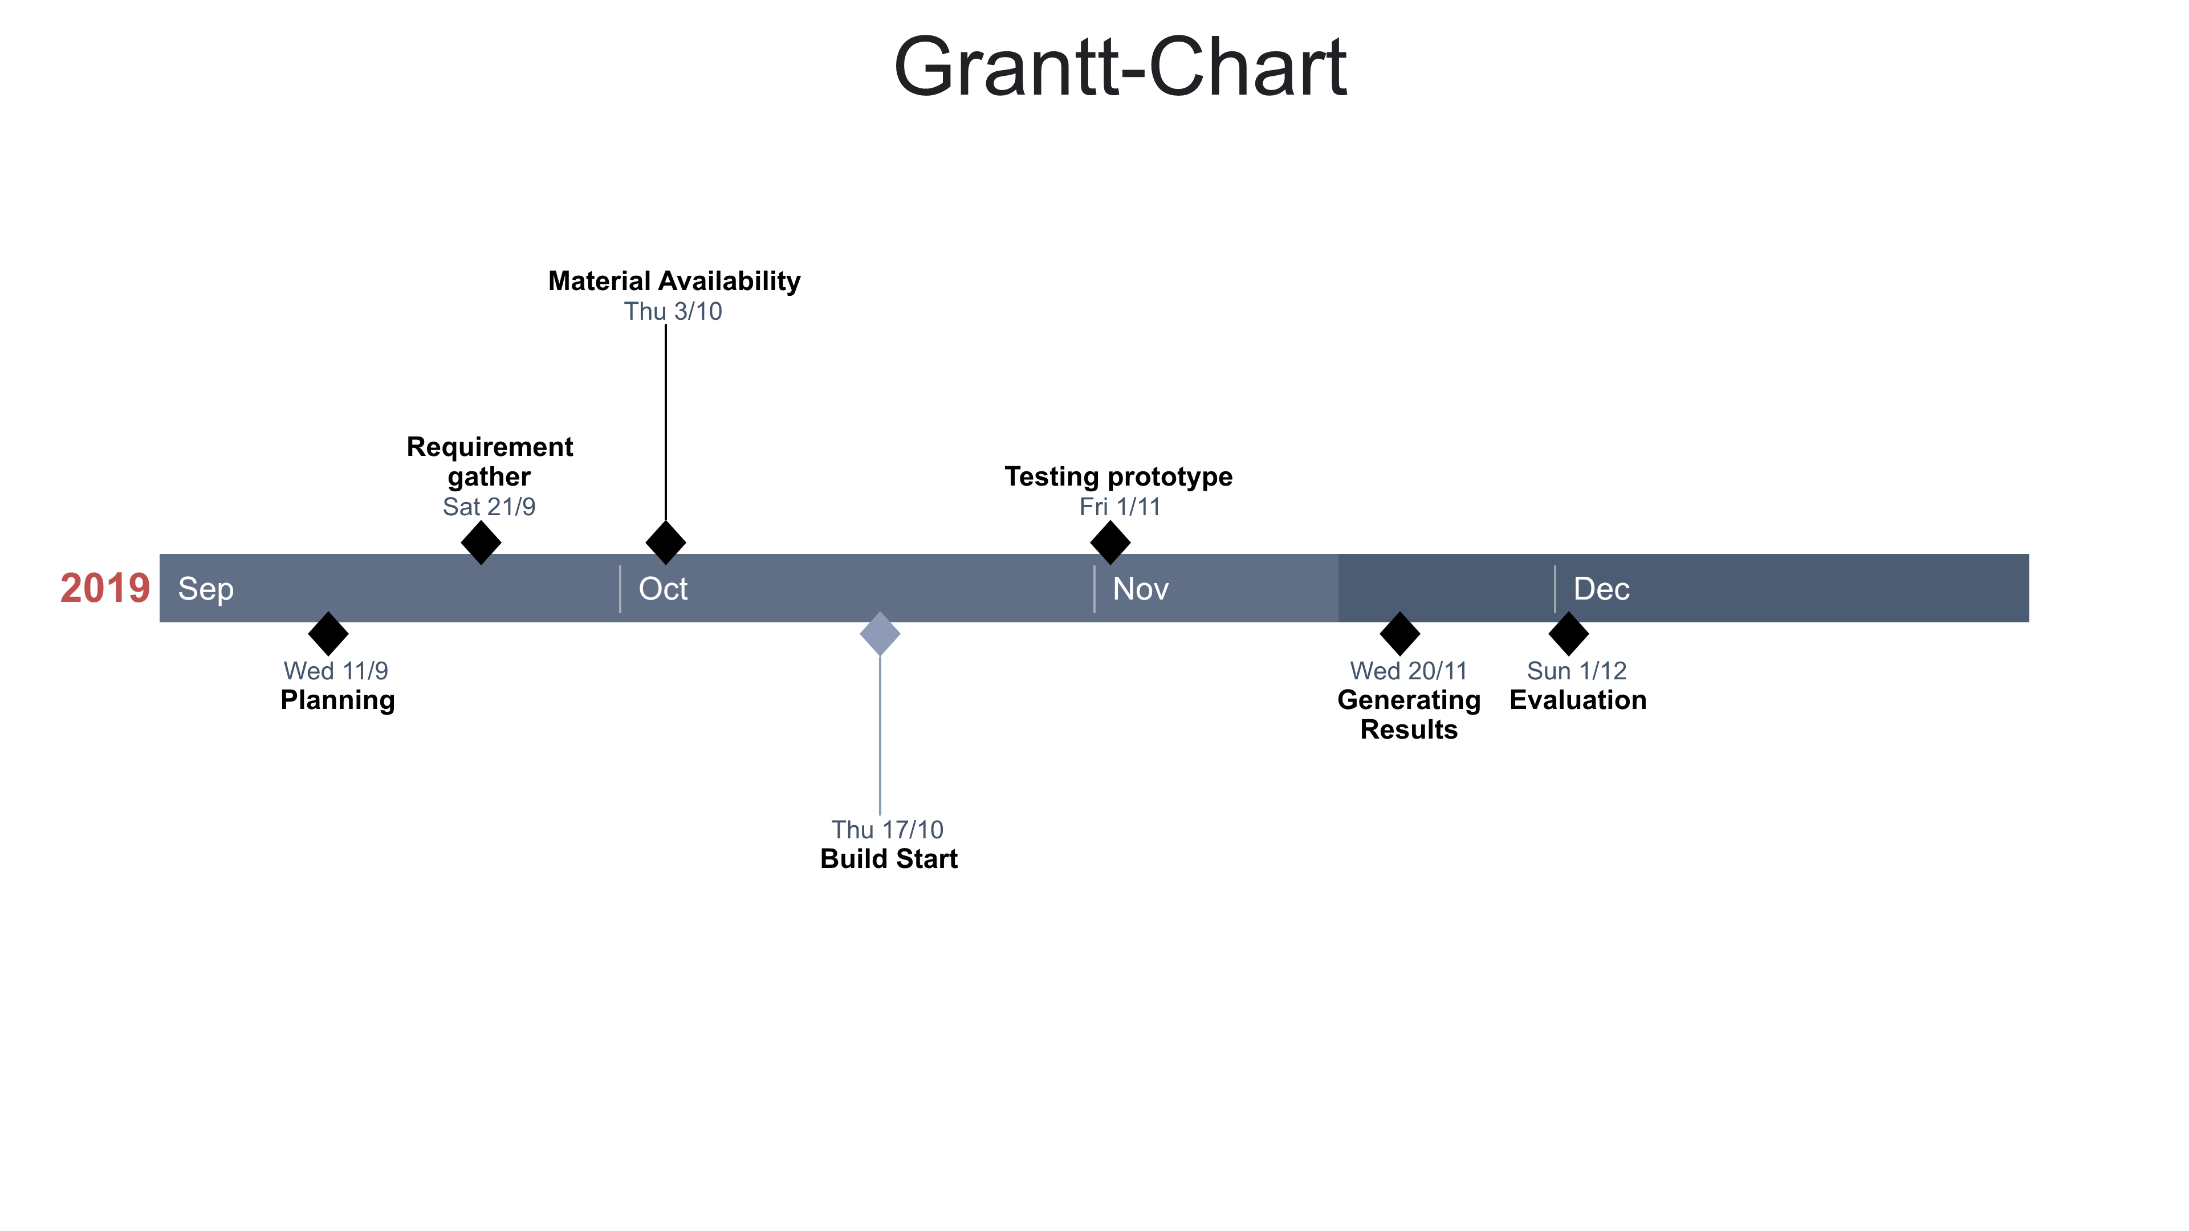 Grantt-Chart
Material Availability
Thu 3/10
Requirement
gather
Sat 21/9
Testing prototype
Fri 1/11
2019
Sep
Oct
Nov
Dec
Wed 11/9
Planning
Wed 20/11
Generating
Results
Sun 1/12
Evaluation
Thu 17/10
Build Start